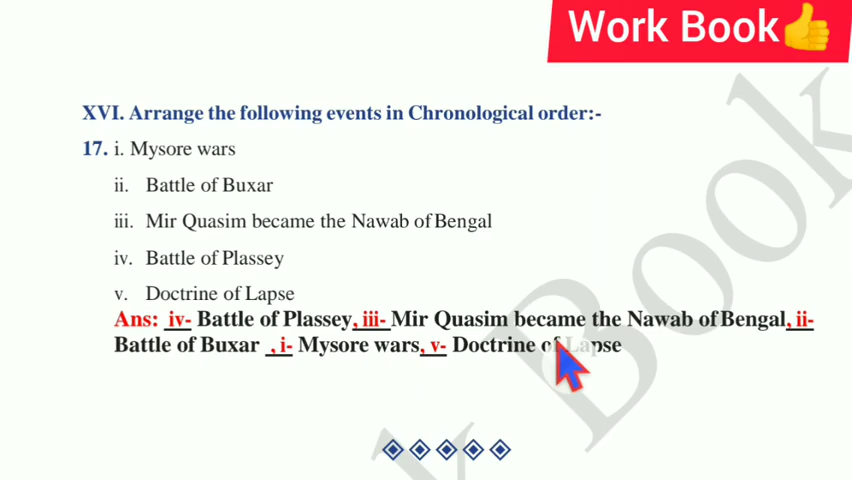 Work Book👍
XVI. Arrange the following events in Chronological order:-
17. i. Mysore wars
ii. Battle of Buxar
iii. Mir Quasim became the Nawab of Bengal
iv. Battle of Plassey
v. Doctrine of Lapse
Ans: iv- Battle of Plassey, iii- Mir Quasim became the Nawab of Bengal, ii-
Battle of Buxar , i- Mysore wars, v- Doctrine of Lapse
k Book